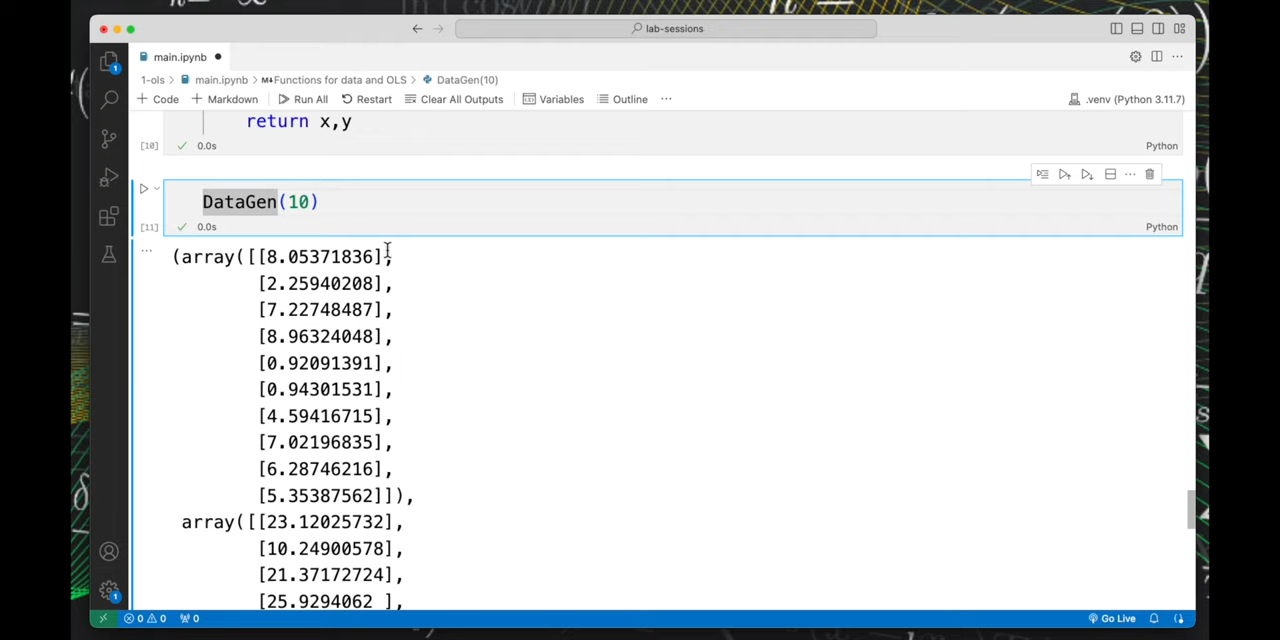 lab-sessions
main.ipynb
1-ols > main.ipynb > Functions for data and OLS > DataGen(10)
+ Code + Markdown Run All Restart Clear All Outputs Variables Outline ... .venv (Python 3.11.7)
return x,y
[10] 0.0s Python
DataGen(10)
[11] 0.0s Python
(array([[8.05371836],
[2.25940208],
[7.22748487],
[8.96324048],
[0.92091391],
[0.94301531],
[4.59416715],
[7.02196835],
[6.28746216],
[5.35387562]]),
array([[23.12025732],
[10.24900578],
[21.37172724],
[25.9294062 ],
0 0 0 Go Live